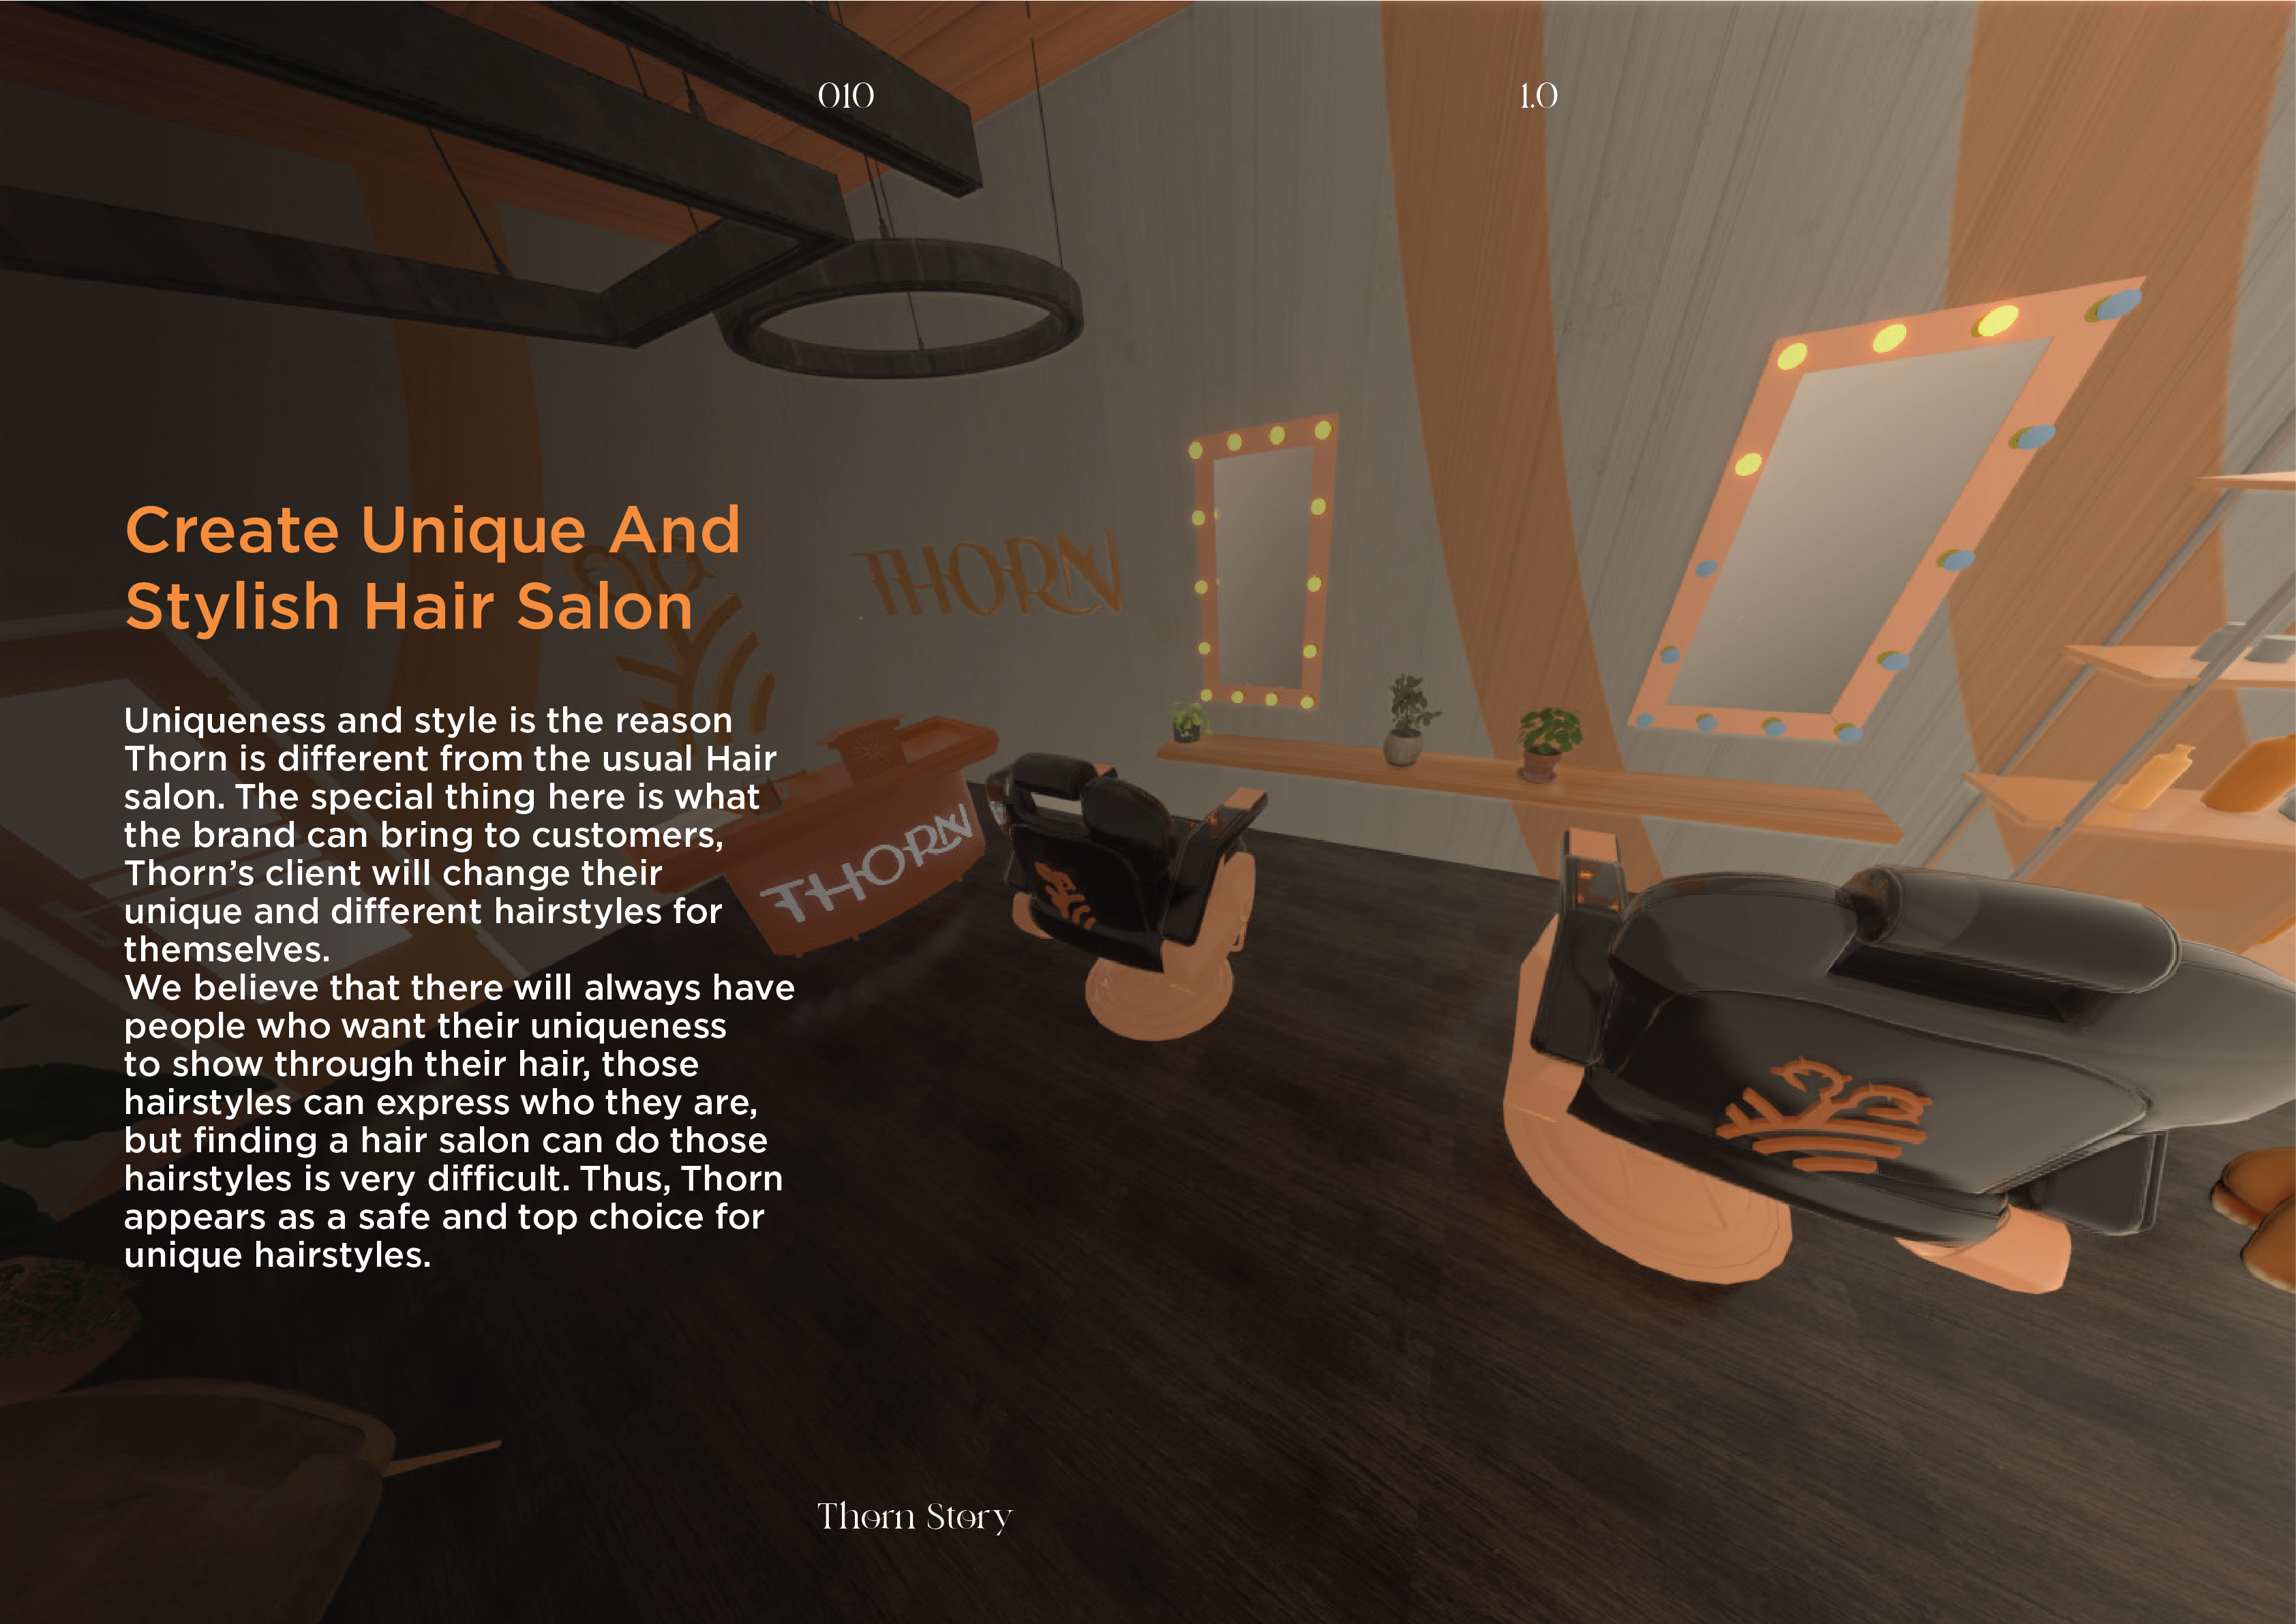 010
1.0
Create Unique And
Stylish Hair Salon
THORN
Uniqueness and style is the reason
Thorn is different from the usual Hair
salon. The special thing here is what
the brand can bring to customers,
Thorn’s client will change their
unique and different hairstyles for
themselves.
We believe that there will always have
people who want their uniqueness
to show through their hair, those
hairstyles can express who they are,
but finding a hair salon can do those
hairstyles is very difficult. Thus, Thorn
appears as a safe and top choice for
unique hairstyles.
THORN
Thorn Story